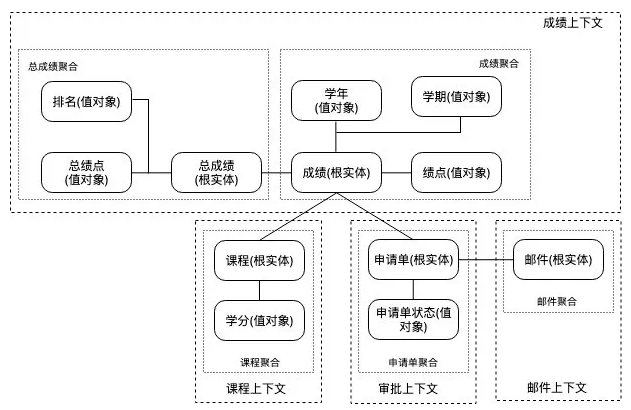 成绩上下文
总成绩聚合
成绩聚合
排名(值对象)
学年
(值对象)
学期(值对象)
总绩点
(值对象)
总成绩
(根实体)
成绩(根实体)
绩点(值对象)
课程(根实体)
申请单(根实体)
邮件(根实体)
学分(值对象)
申请单状态(值
对象)
邮件聚合
课程聚合
申请单聚合
课程上下文
审批上下文
邮件上下文